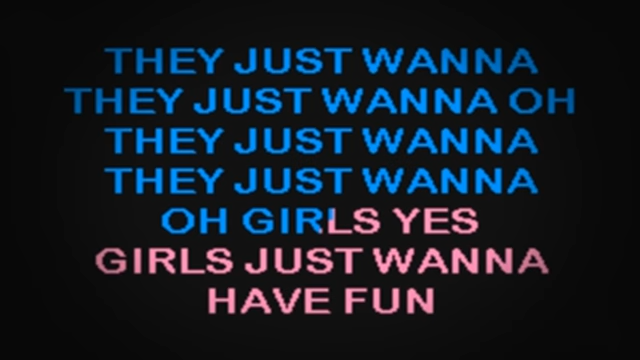 THEY JUST WANNA
THEY JUST WANNA OH
THEY JUST WANNA
THEY JUST WANNA
OH GIRLS YES
GIRLS JUST WANNA
HAVE FUN